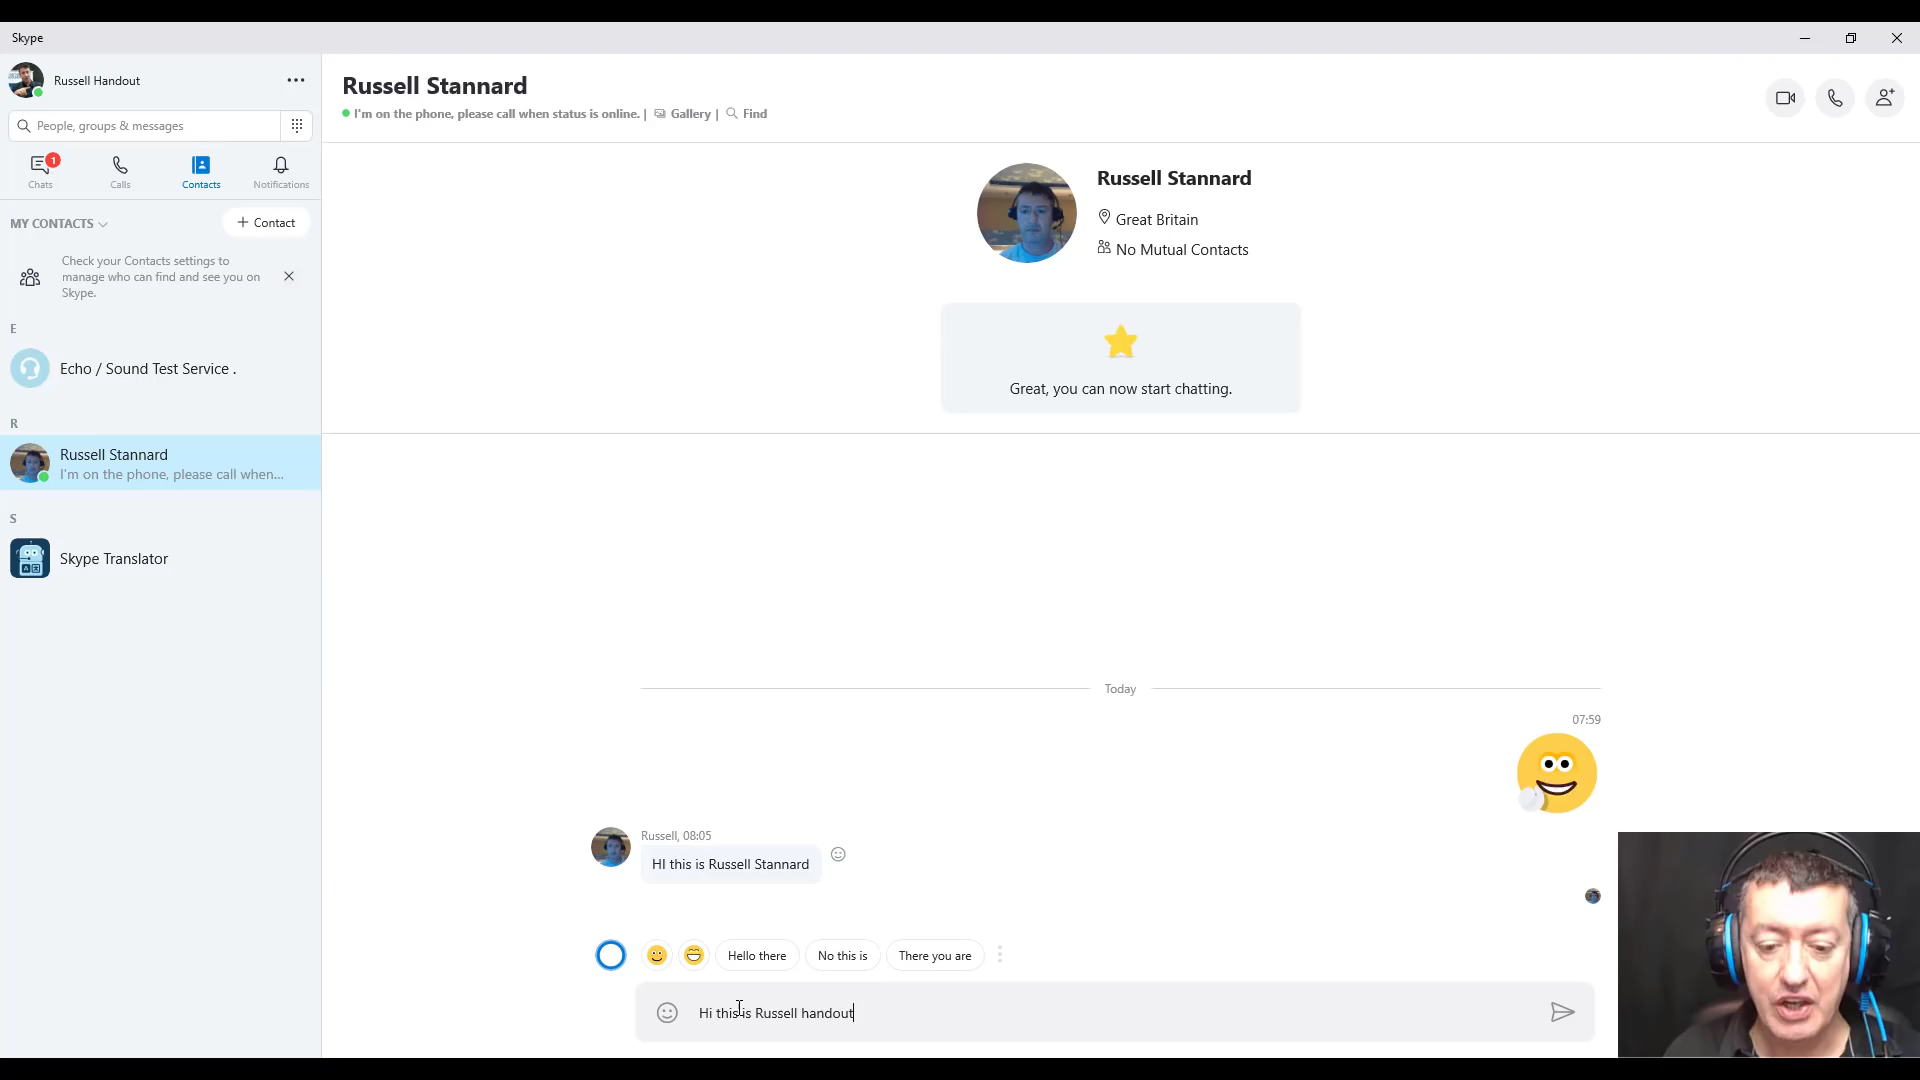 Skype
Russell Handout
People, groups & messages
1
Chats
Calls
Contacts
Notifications
MY CONTACTS
Contact
Check your Contacts settings to
manage who can find and see you on
Skype.
E
Echo / Sound Test Service .
R
Russell Stannard
I'm on the phone, please call when...
S
Skype Translator
Russell Stannard
I'm on the phone, please call when status is online. | Gallery | Find
Russell Stannard
Great Britain
No Mutual Contacts
Great, you can now start chatting.
Today
07:59
Russell, 08:05
HI this is Russell Stannard
Hello there
No this is
There you are
Hi this is Russell handout